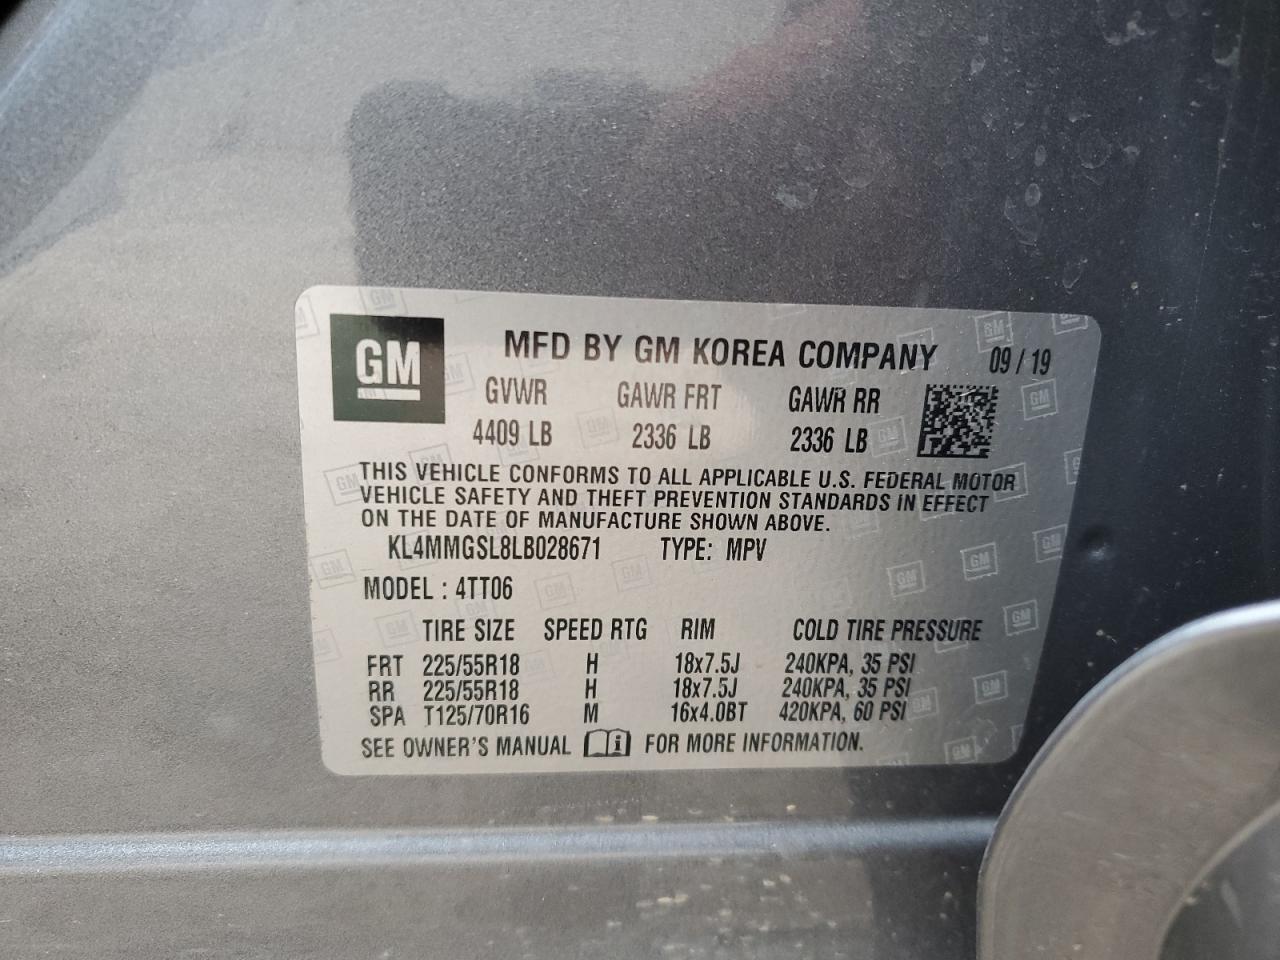 GM
MFD BY GM KOREA COMPANY 09 / 19
GVWR GAWR FRT GAWR RR
4409 LB 2336 LB 2336 LB
THIS VEHICLE CONFORMS TO ALL APPLICABLE U.S. FEDERAL MOTOR
VEHICLE SAFETY AND THEFT PREVENTION STANDARDS IN EFFECT
ON THE DATE OF MANUFACTURE SHOWN ABOVE.
KL4MMGSL8LB028671 TYPE: MPV
MODEL : 4TT06
TIRE SIZE SPEED RTG RIM COLD TIRE PRESSURE
FRT 225/55R18 H 18x7.5J 240KPA, 35 PSI
RR 225/55R18 H 18x7.5J 240KPA, 35 PSI
SPA T125/70R16 M 16x4.0BT 420KPA, 60 PSI
SEE OWNER'S MANUAL i FOR MORE INFORMATION.